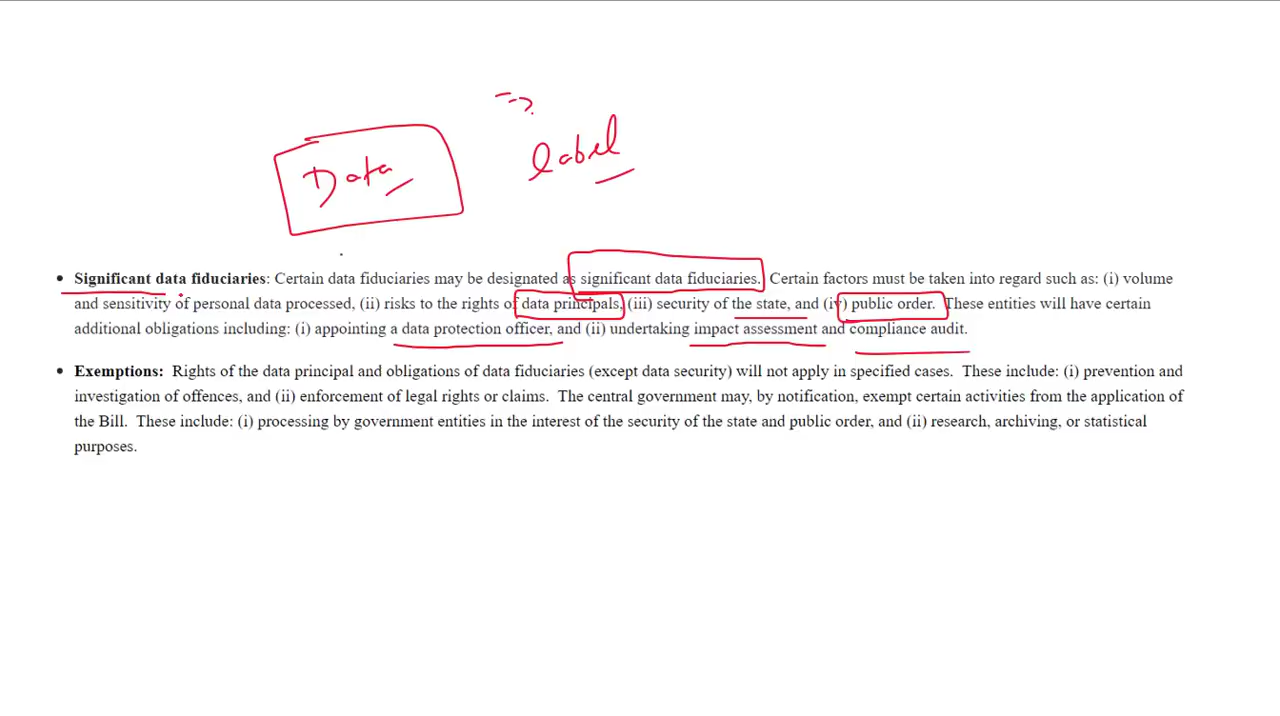 Data
label
• Significant data fiduciaries: Certain data fiduciaries may be designated as significant data fiduciaries. Certain factors must be taken into regard such as: (i) volume
and sensitivity of personal data processed, (ii) risks to the rights of data principals, (iii) security of the state, and (iv) public order. These entities will have certain
additional obligations including: (i) appointing a data protection officer, and (ii) undertaking impact assessment and compliance audit.
• Exemptions: Rights of the data principal and obligations of data fiduciaries (except data security) will not apply in specified cases. These include: (i) prevention and
investigation of offences, and (ii) enforcement of legal rights or claims. The central government may, by notification, exempt certain activities from the application of
the Bill. These include: (i) processing by government entities in the interest of the security of the state and public order, and (ii) research, archiving, or statistical
purposes.